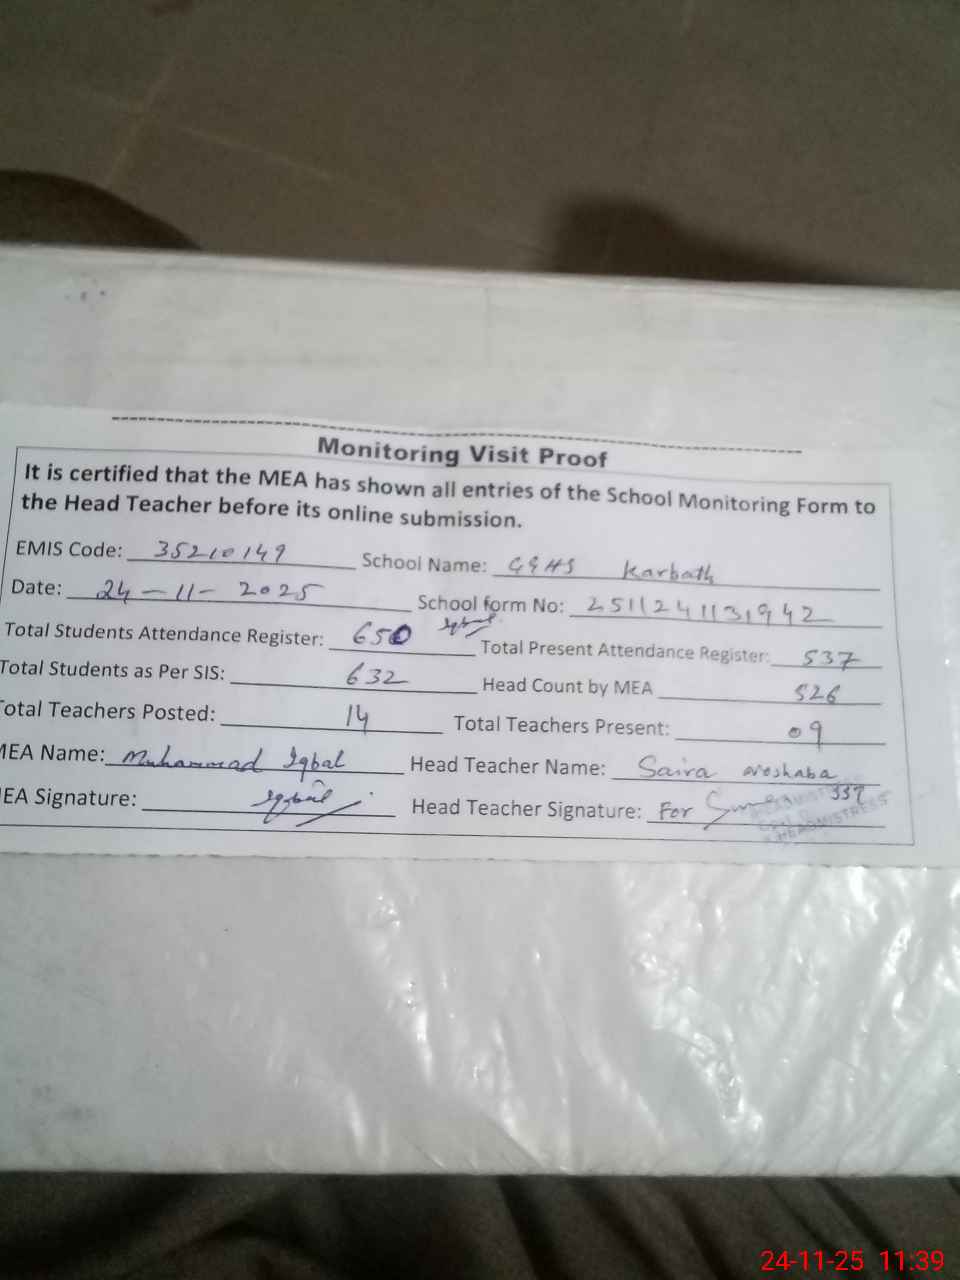 Monitoring Visit Proof
It is certified that the MEA has shown all entries of the School Monitoring Form to
the Head Teacher before its online submission.
EMIS Code: 35210149 School Name: GGHS Karbath
Date: 24-11-2025 School form No: 2511241131942
Total Students Attendance Register: 650 Iqbal Total Present Attendance Register: 537
Total Students as Per SIS: 632 Head Count by MEA 526
Total Teachers Posted: 14 Total Teachers Present: 09
MEA Name: Muhammad Iqbal Head Teacher Name: Saira
MEA Signature: Iqbal Head Teacher Signature: For
HEADMISTRESS
24-11-25 11:39